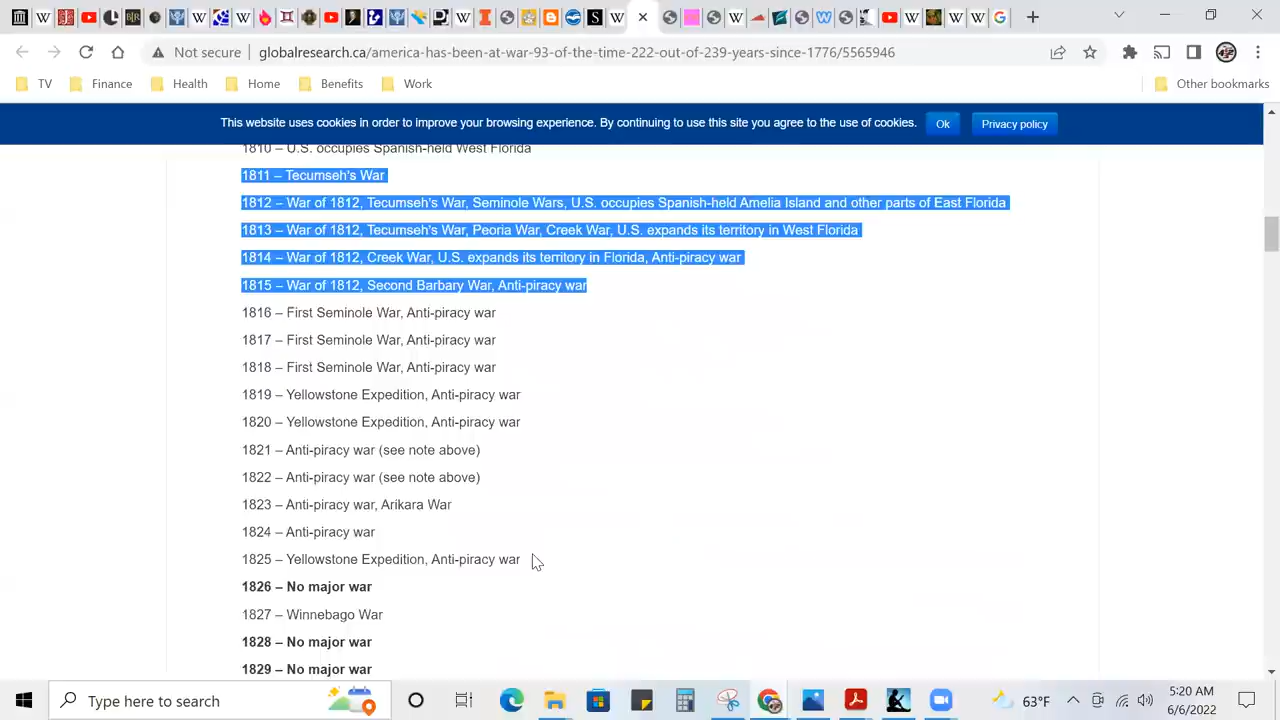 Not secure globalresearch.ca/america-has-been-at-war-93-of-the-time-222-out-of-239-years-since-1776/5565946
TV Finance Health Home Benefits Work Other bookmarks
This website uses cookies in order to improve your browsing experience. By continuing to use this site you agree to the use of cookies. Ok Privacy policy
1810 – U.S. occupies Spanish-held West Florida
1811 – Tecumseh's War
1812 – War of 1812, Tecumseh's War, Seminole Wars, U.S. occupies Spanish-held Amelia Island and other parts of East Florida
1813 – War of 1812, Tecumseh's War, Peoria War, Creek War, U.S. expands its territory in West Florida
1814 – War of 1812, Creek War, U.S. expands its territory in Florida, Anti-piracy war
1815 – War of 1812, Second Barbary War, Anti-piracy war
1816 – First Seminole War, Anti-piracy war
1817 – First Seminole War, Anti-piracy war
1818 – First Seminole War, Anti-piracy war
1819 – Yellowstone Expedition, Anti-piracy war
1820 – Yellowstone Expedition, Anti-piracy war
1821 – Anti-piracy war (see note above)
1822 – Anti-piracy war (see note above)
1823 – Anti-piracy war, Arikara War
1824 – Anti-piracy war
1825 – Yellowstone Expedition, Anti-piracy war
1826 – No major war
1827 – Winnebago War
1828 – No major war
1829 – No major war
Type here to search 63°F 5:20 AM
6/6/2022